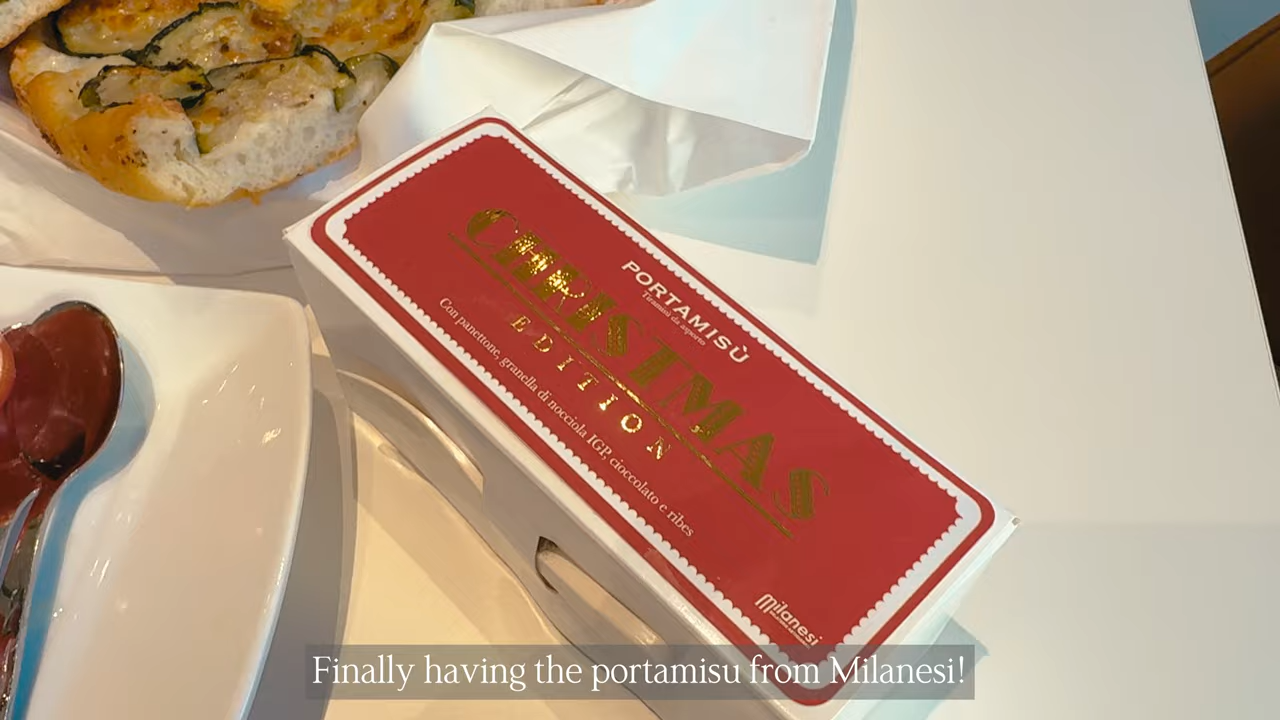 PORTAMISÙ
Tiramisù da asporto
CHRISTMAS
EDITION
Con panettone, granella di nocciola IGP, cioccolato e ribes
milanesi
Finally having the portamisu from Milanesi!